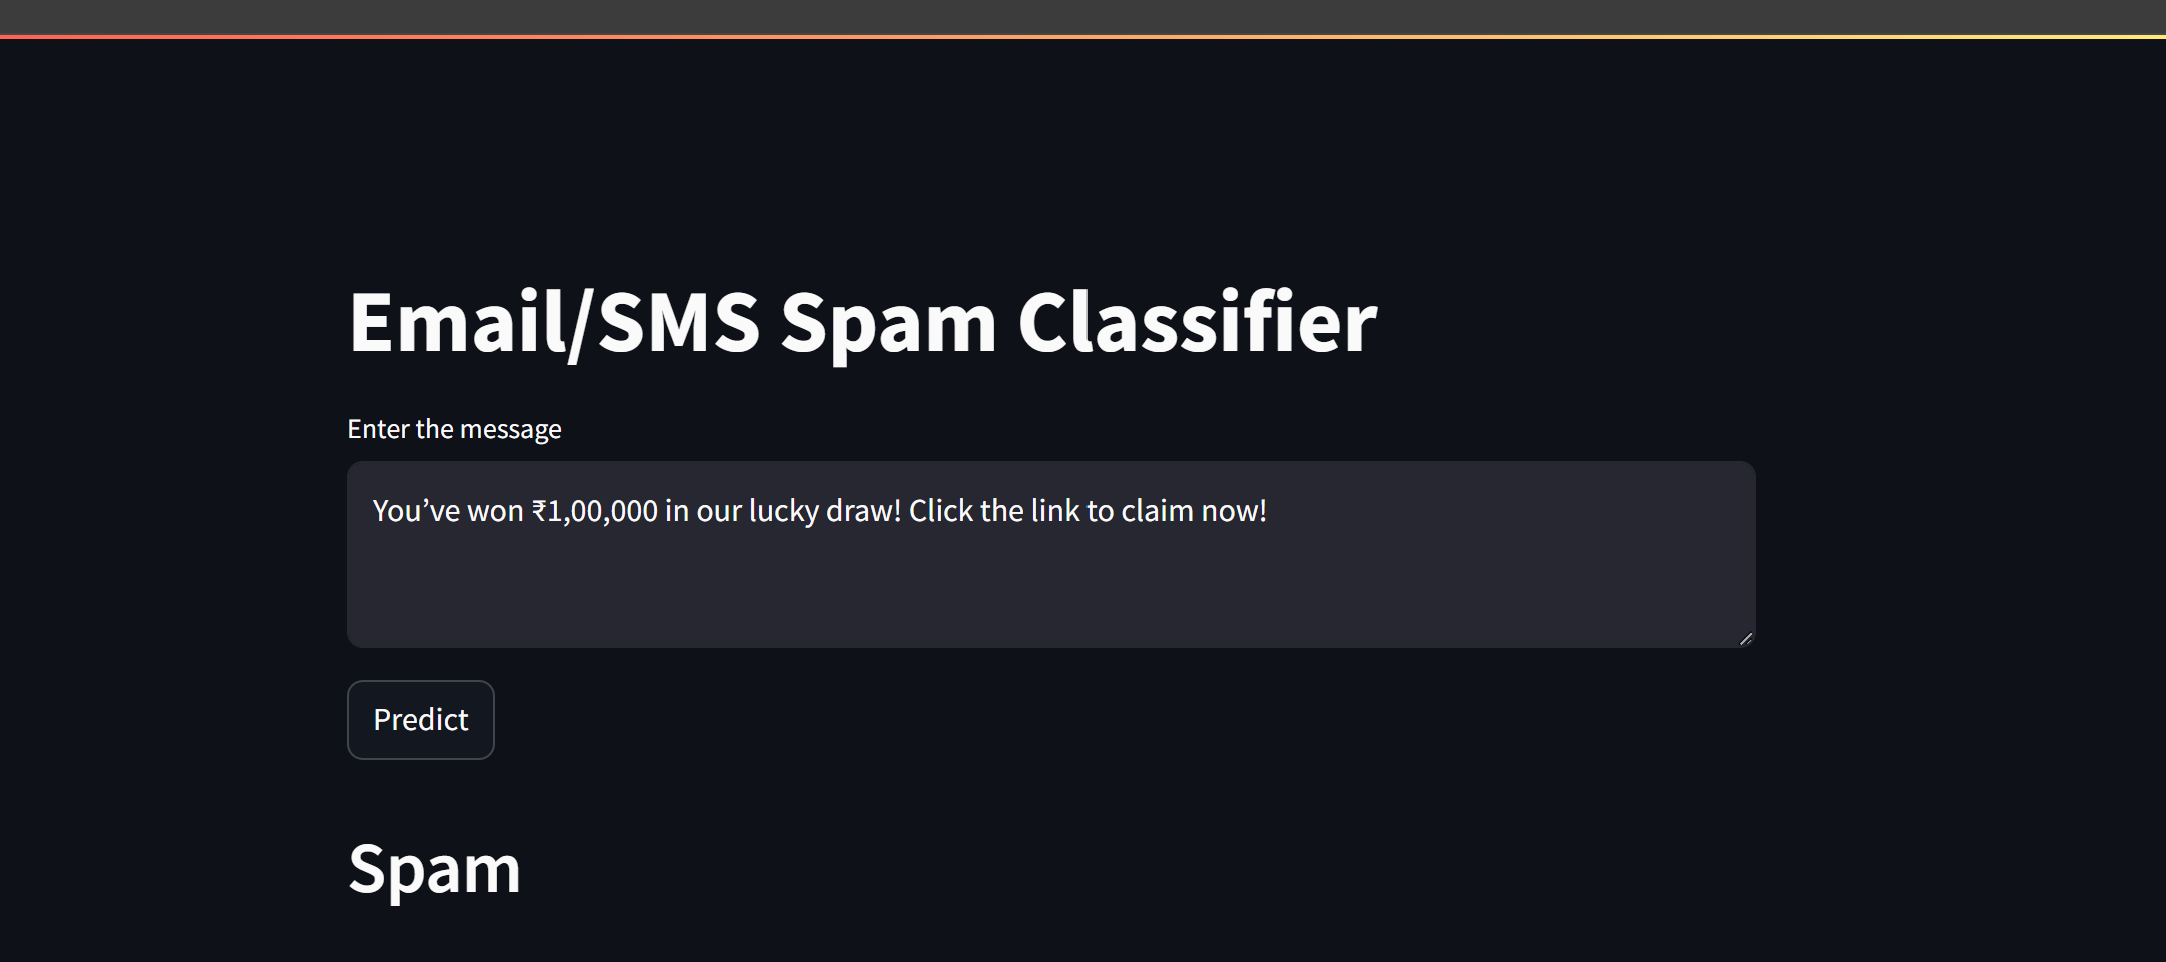 Email/SMS Spam Classifier
Enter the message
You’ve won ₹1,00,000 in our lucky draw! Click the link to claim now!
Predict
Spam